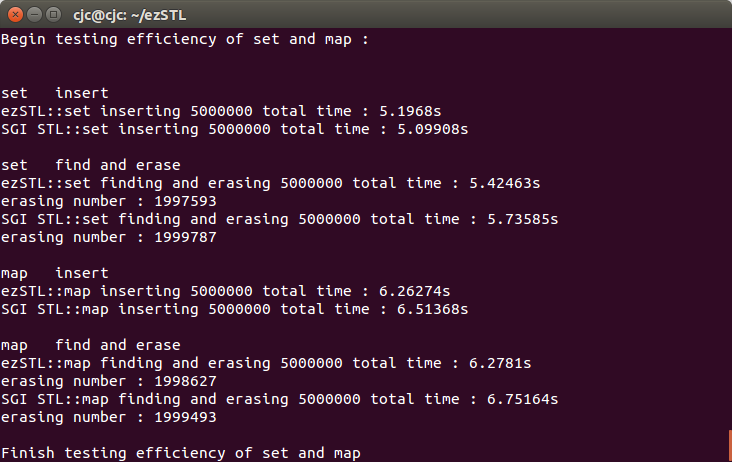 cjc@cjc: ~/ezSTL
Begin testing efficiency of set and map :
set   insert
ezSTL::set inserting 5000000 total time : 5.1968s
SGI STL::set inserting 5000000 total time : 5.09908s
set   find and erase
ezSTL::set finding and erasing 5000000 total time : 5.42463s
erasing number : 1997593
SGI STL::set finding and erasing 5000000 total time : 5.73585s
erasing number : 1999787
map   insert
ezSTL::map inserting 5000000 total time : 6.26274s
SGI STL::map inserting 5000000 total time : 6.51368s
map   find and erase
ezSTL::map finding and erasing 5000000 total time : 6.2781s
erasing number : 1998627
SGI STL::map finding and erasing 5000000 total time : 6.75164s
erasing number : 1999493
Finish testing efficiency of set and map